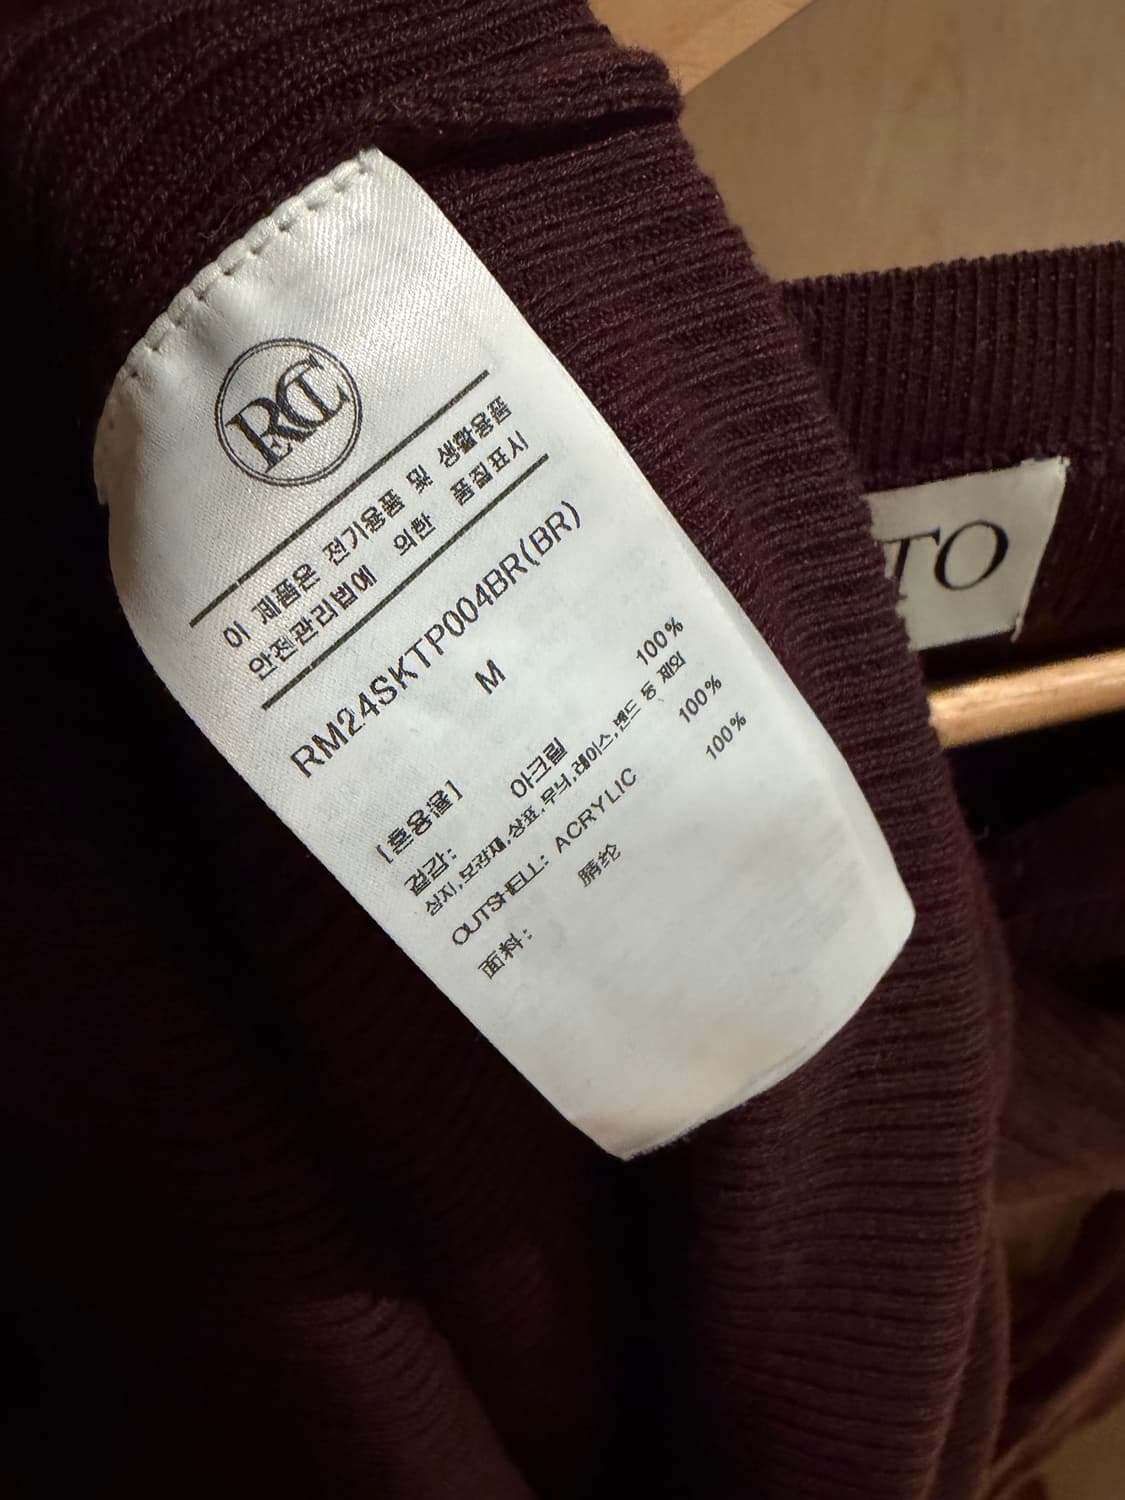 RCT
이 제품은 전기용품 및 생활용품
안전관리법에 의한 품질표시
RM24SKTP004BR(BR)
M
[혼용율]
겉감: 아크릴 100%
심지,보강재,상표,무늬,레이스,밴드 등 제외
OUTSHELL: ACRYLIC 100%
面料: 腈纶 100%
TO